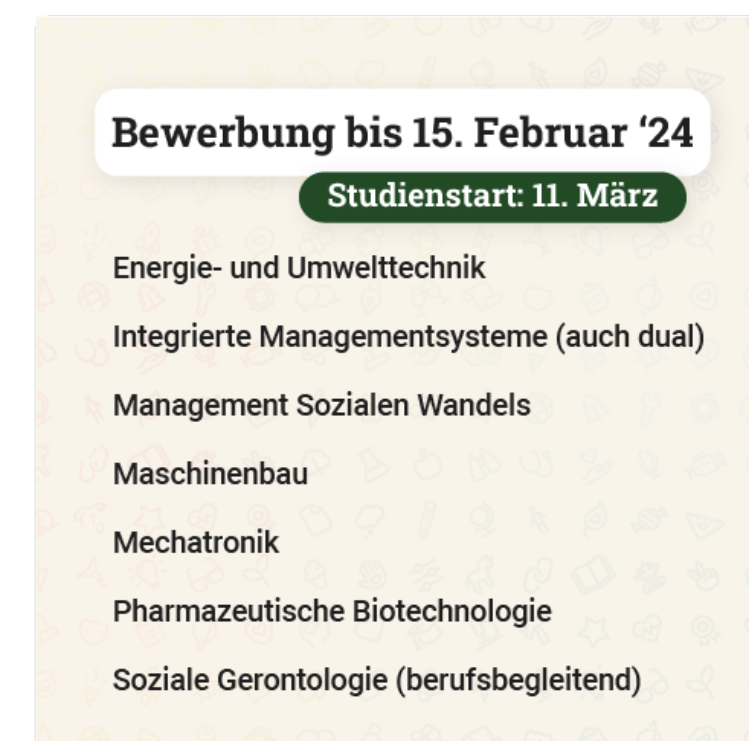 Bewerbung bis 15. Februar ‘24
Studienstart: 11. März
Energie- und Umwelttechnik
Integrierte Managementsysteme (auch dual)
Management Sozialen Wandels
Maschinenbau
Mechatronik
Pharmazeutische Biotechnologie
Soziale Gerontologie (berufsbegleitend)